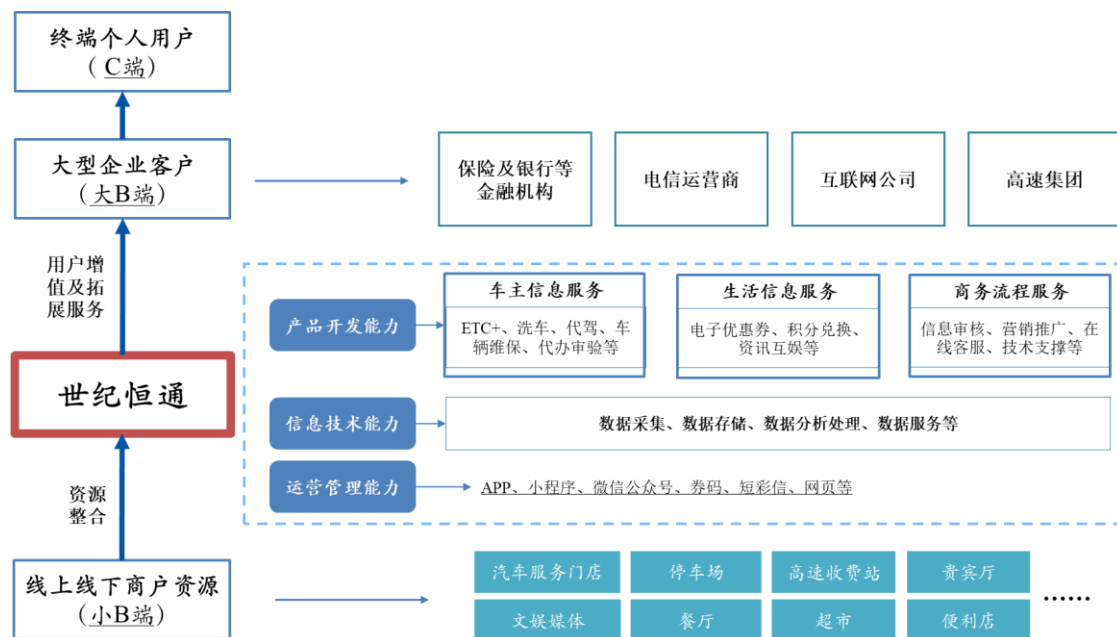 终端个人用户
（C端）
大型企业客户
（大B端）
保险及银行等
金融机构
电信运营商
互联网公司
高速集团
用户增
值及拓
展服务
产品开发能力
车主信息服务
ETC+、洗车、代驾、车
辆维保、代办审验等
生活信息服务
电子优惠券、积分兑换、
资讯互娱等
商务流程服务
信息审核、营销推广、在
线客服、技术支撑等
世纪恒通
信息技术能力
数据采集、数据存储、数据分析处理、数据服务等
运营管理能力
APP、小程序、微信公众号、券码、短彩信、网页等
资源
整合
线上线下商户资源
（小B端）
汽车服务门店
停车场
高速收费站
贵宾厅
文娱媒体
餐厅
超市
便利店
……